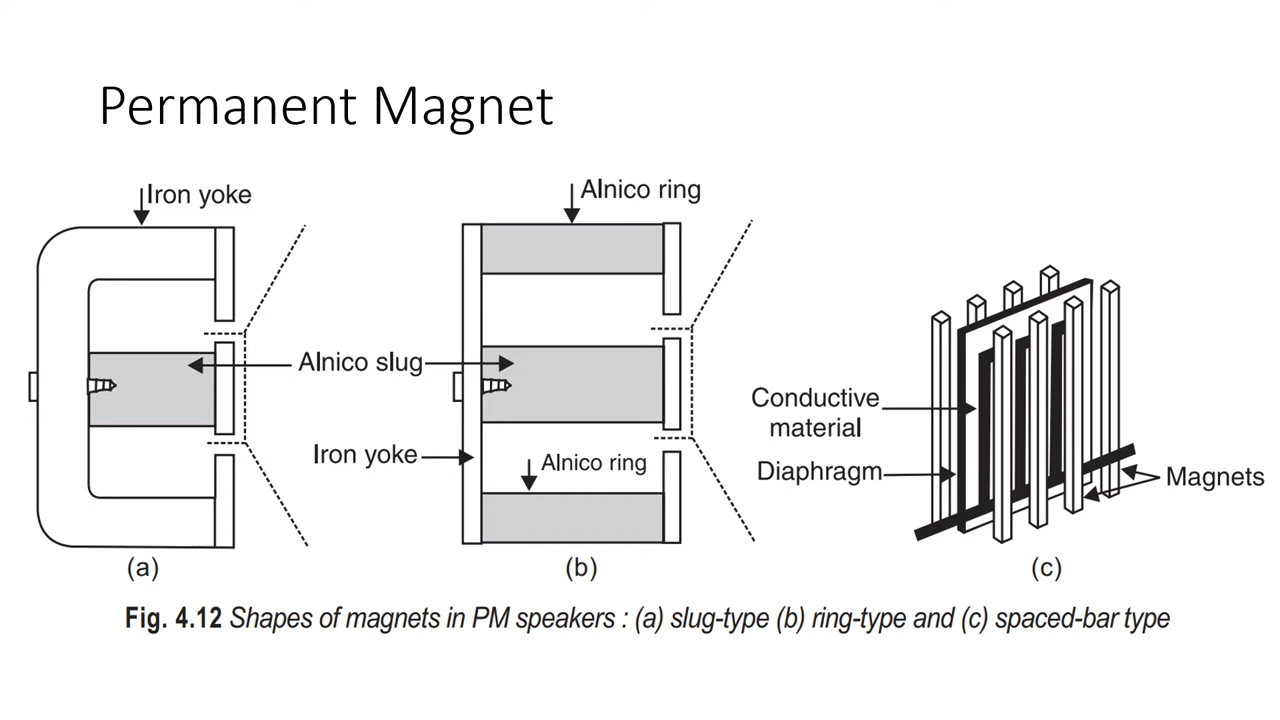 Permanent Magnet
Iron yoke
Alnico ring
Alnico slug
Iron yoke
Alnico ring
Conductive
material
Diaphragm
Magnets
(a)
(b)
(c)
Fig. 4.12 Shapes of magnets in PM speakers : (a) slug-type (b) ring-type and (c) spaced-bar type